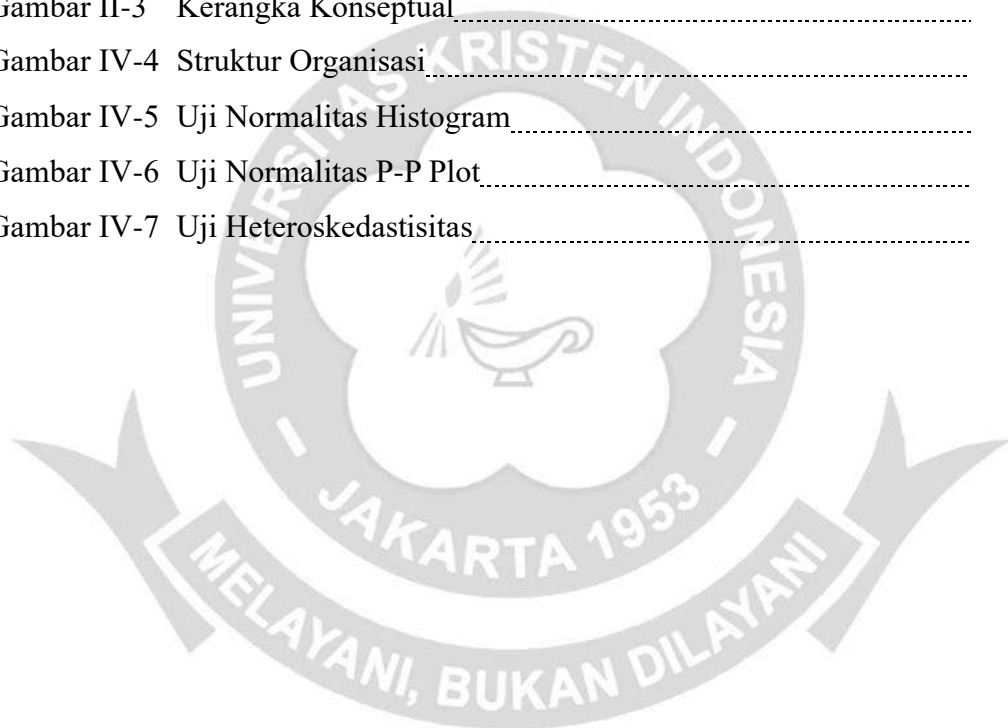 Gambar II-3 Kerangka Konseptual
Gambar IV-4 Struktur Organisasi
Gambar IV-5 Uji Normalitas Histogram
Gambar IV-6 Uji Normalitas P-P Plot
Gambar IV-7 Uji Heteroskedastisitas
UNIVERSITAS KRISTEN INDONESIA
JAKARTA 1953
MELAYANI, BUKAN DILAYANI